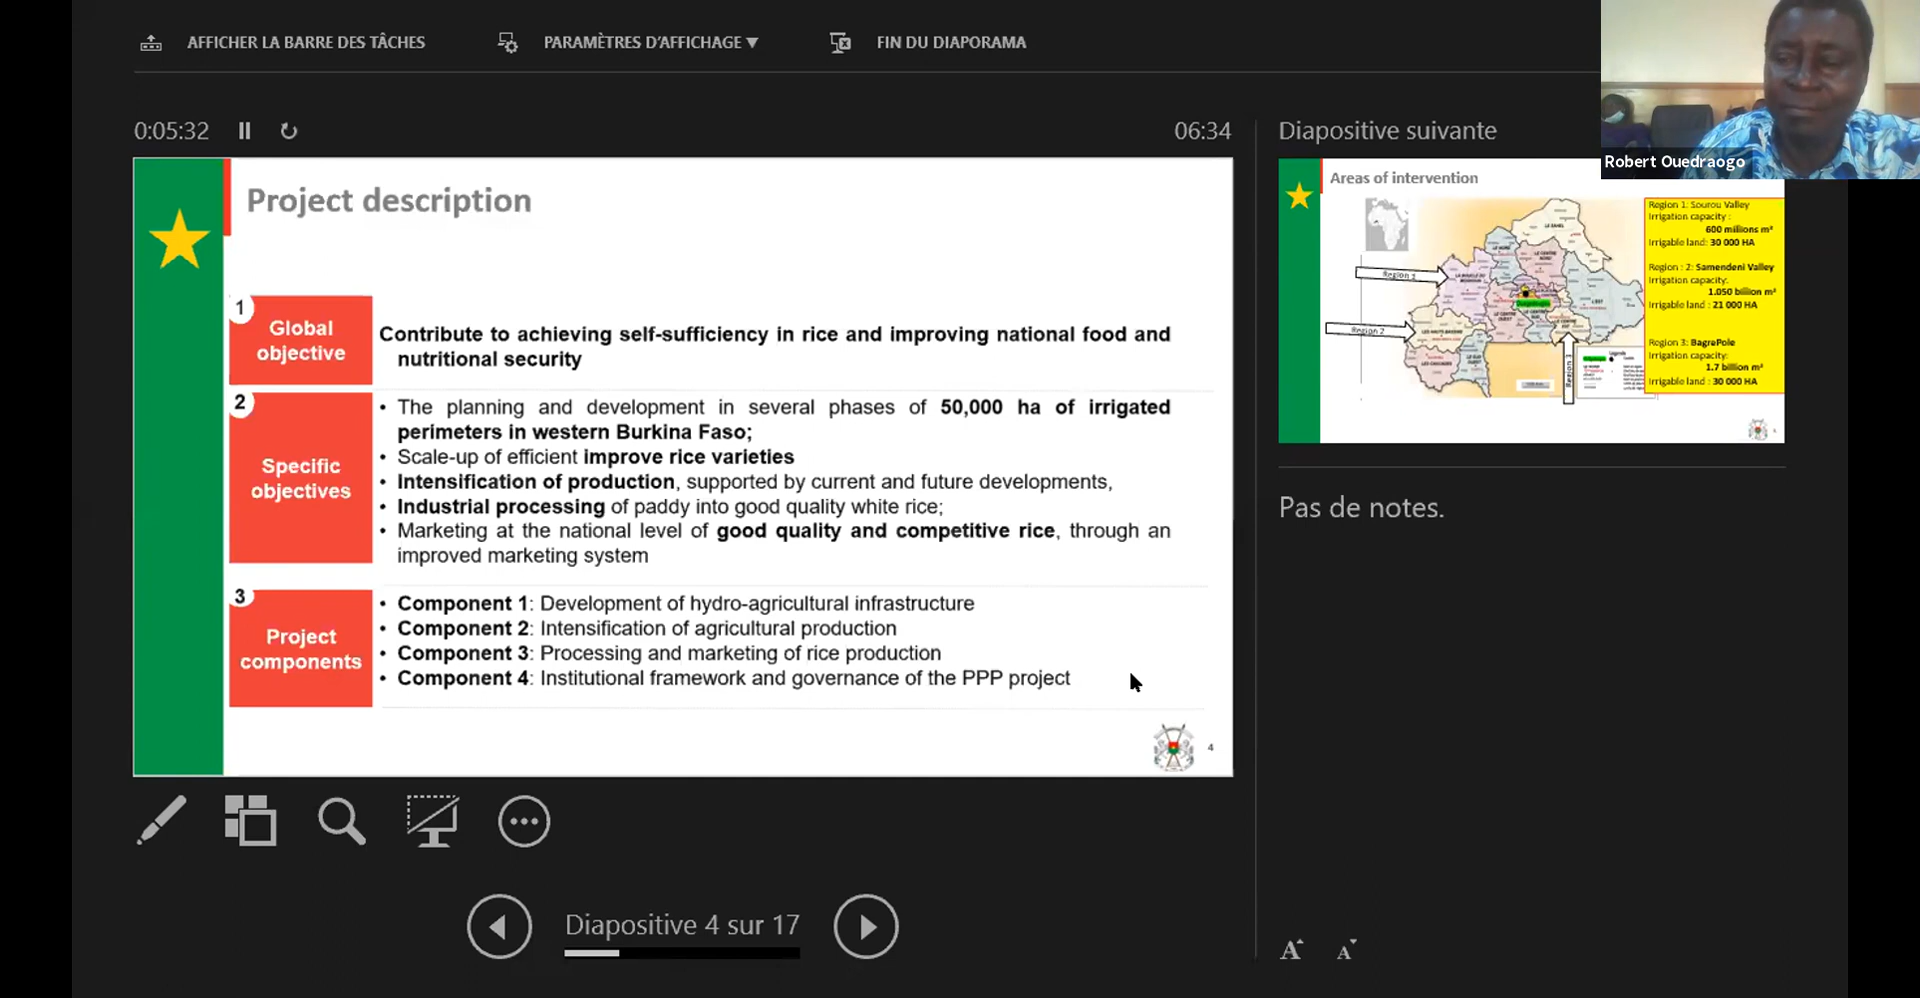 AFFICHER LA BARRE DES TÂCHES
PARAMÈTRES D'AFFICHAGE
FIN DU DIAPORAMA
0:05:32
06:34
Project description
1
Global
objective
Contribute to achieving self-sufficiency in rice and improving national food and
nutritional security
2
Specific
objectives
• The planning and development in several phases of 50,000 ha of irrigated
perimeters in western Burkina Faso;
• Scale-up of efficient improve rice varieties
• Intensification of production, supported by current and future developments,
• Industrial processing of paddy into good quality white rice;
• Marketing at the national level of good quality and competitive rice, through an
improved marketing system
3
Project
components
• Component 1: Development of hydro-agricultural infrastructure
• Component 2: Intensification of agricultural production
• Component 3: Processing and marketing of rice production
• Component 4: Institutional framework and governance of the PPP project
4
Diapositive 4 sur 17
Diapositive suivante
Robert Ouedraogo
Areas of intervention
Region 1
Region 2
Region 3
LE SAHEL
Region 1: Sourou Valley
Irrigation capacity :
600 millions m³
Irrigable land: 30 000 HA
Region : 2: Samendeni Valley
Irrigation capacity:
1.050 billion m³
Irrigable land : 21 000 HA
Region 3: BagrePole
Irrigation capacity:
1.7 billion m³
Irrigable land : 30 000 HA
Pas de notes.
A A